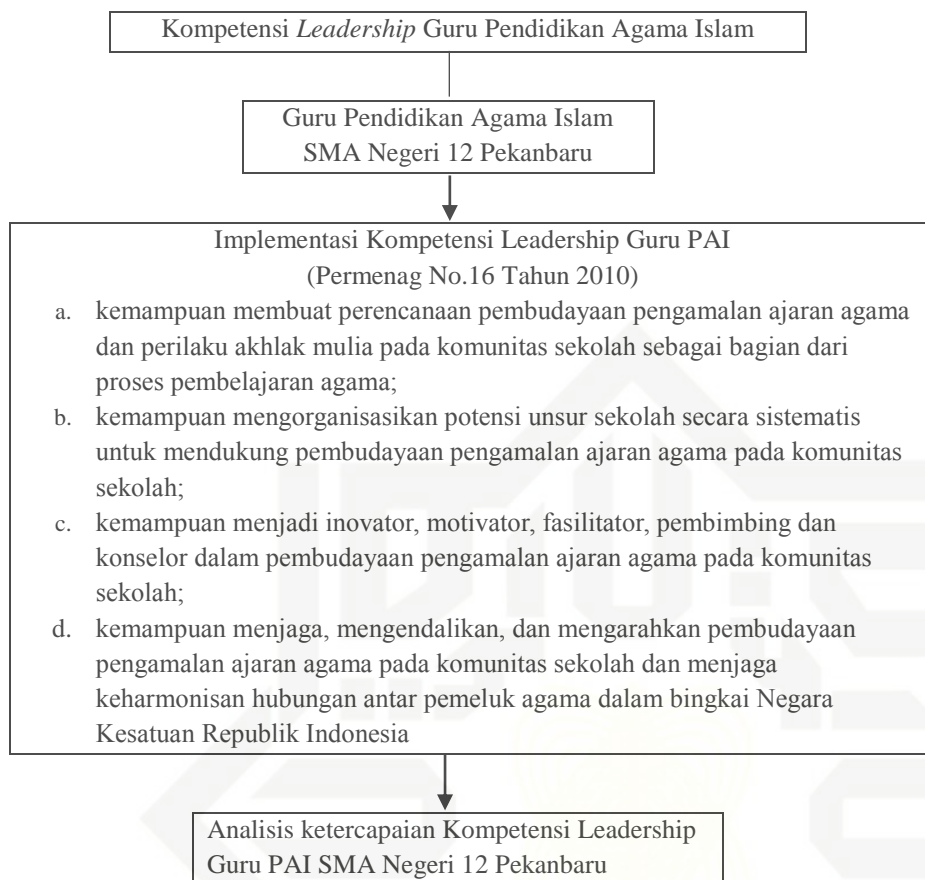 Kompetensi Leadership Guru Pendidikan Agama Islam
Guru Pendidikan Agama Islam
SMA Negeri 12 Pekanbaru
Implementasi Kompetensi Leadership Guru PAI
(Permenag No.16 Tahun 2010)
a. kemampuan membuat perencanaan pembudayaan pengamalan ajaran agama
dan perilaku akhlak mulia pada komunitas sekolah sebagai bagian dari
proses pembelajaran agama;
b. kemampuan mengorganisasikan potensi unsur sekolah secara sistematis
untuk mendukung pembudayaan pengamalan ajaran agama pada komunitas
sekolah;
c. kemampuan menjadi inovator, motivator, fasilitator, pembimbing dan
konselor dalam pembudayaan pengamalan ajaran agama pada komunitas
sekolah;
d. kemampuan menjaga, mengendalikan, dan mengarahkan pembudayaan
pengamalan ajaran agama pada komunitas sekolah dan menjaga
keharmonisan hubungan antar pemeluk agama dalam bingkai Negara
Kesatuan Republik Indonesia
Analisis ketercapaian Kompetensi Leadership
Guru PAI SMA Negeri 12 Pekanbaru